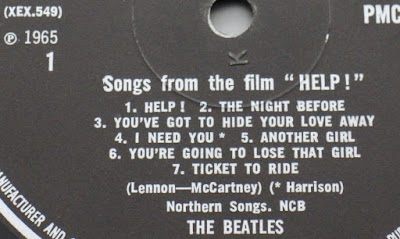 (XEX.549)
PMC
℗ 1965
1
K
Songs from the film “HELP!”
1. HELP! 2. THE NIGHT BEFORE
3. YOU'VE GOT TO HIDE YOUR LOVE AWAY
4. I NEED YOU * 5. ANOTHER GIRL
6. YOU'RE GOING TO LOSE THAT GIRL
7. TICKET TO RIDE
(Lennon—McCartney) (* Harrison)
Northern Songs. NCB
THE BEATLES
MANUFACTURER AND